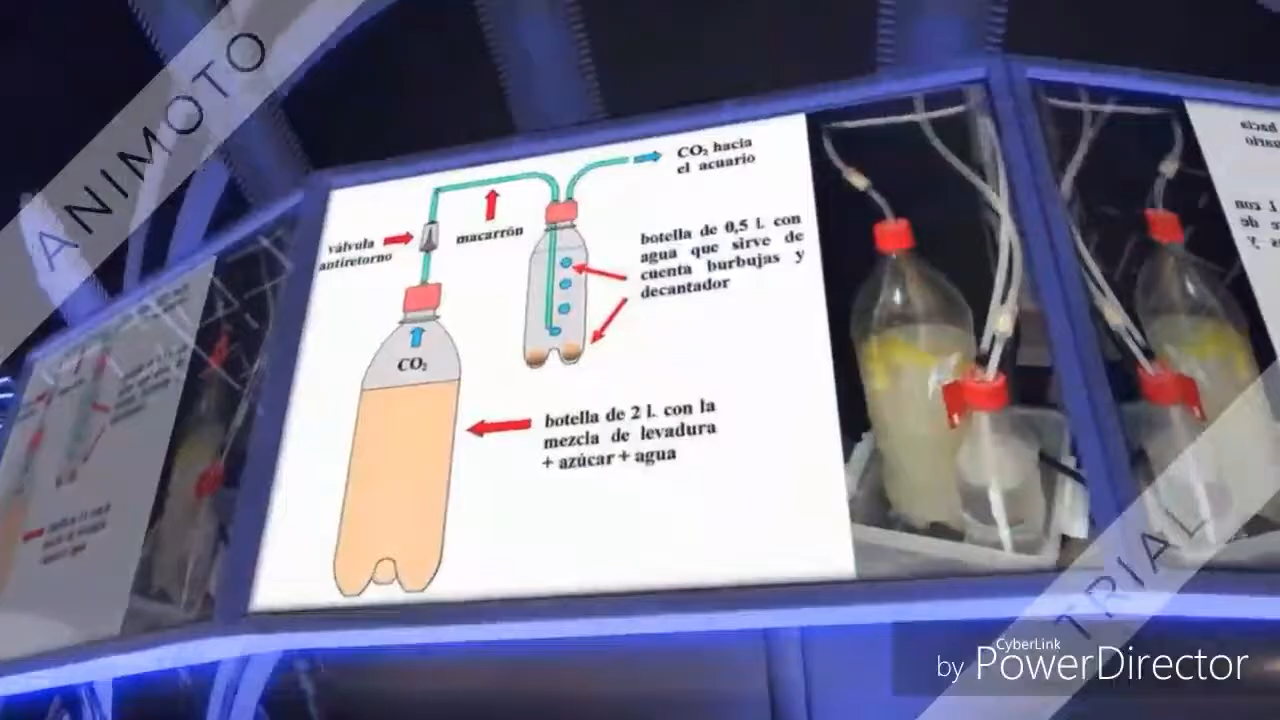 ANIMOTO
CO₂ hacia
el acuario
válvula
antiretorno
macarrón
botella de 0,5 l. con
agua que sirve de
cuenta burbujas y
decantador
CO₂
botella de 2 l. con la
mezcla de levadura
+ azúcar + agua
TRIAL
CyberLink
by PowerDirector